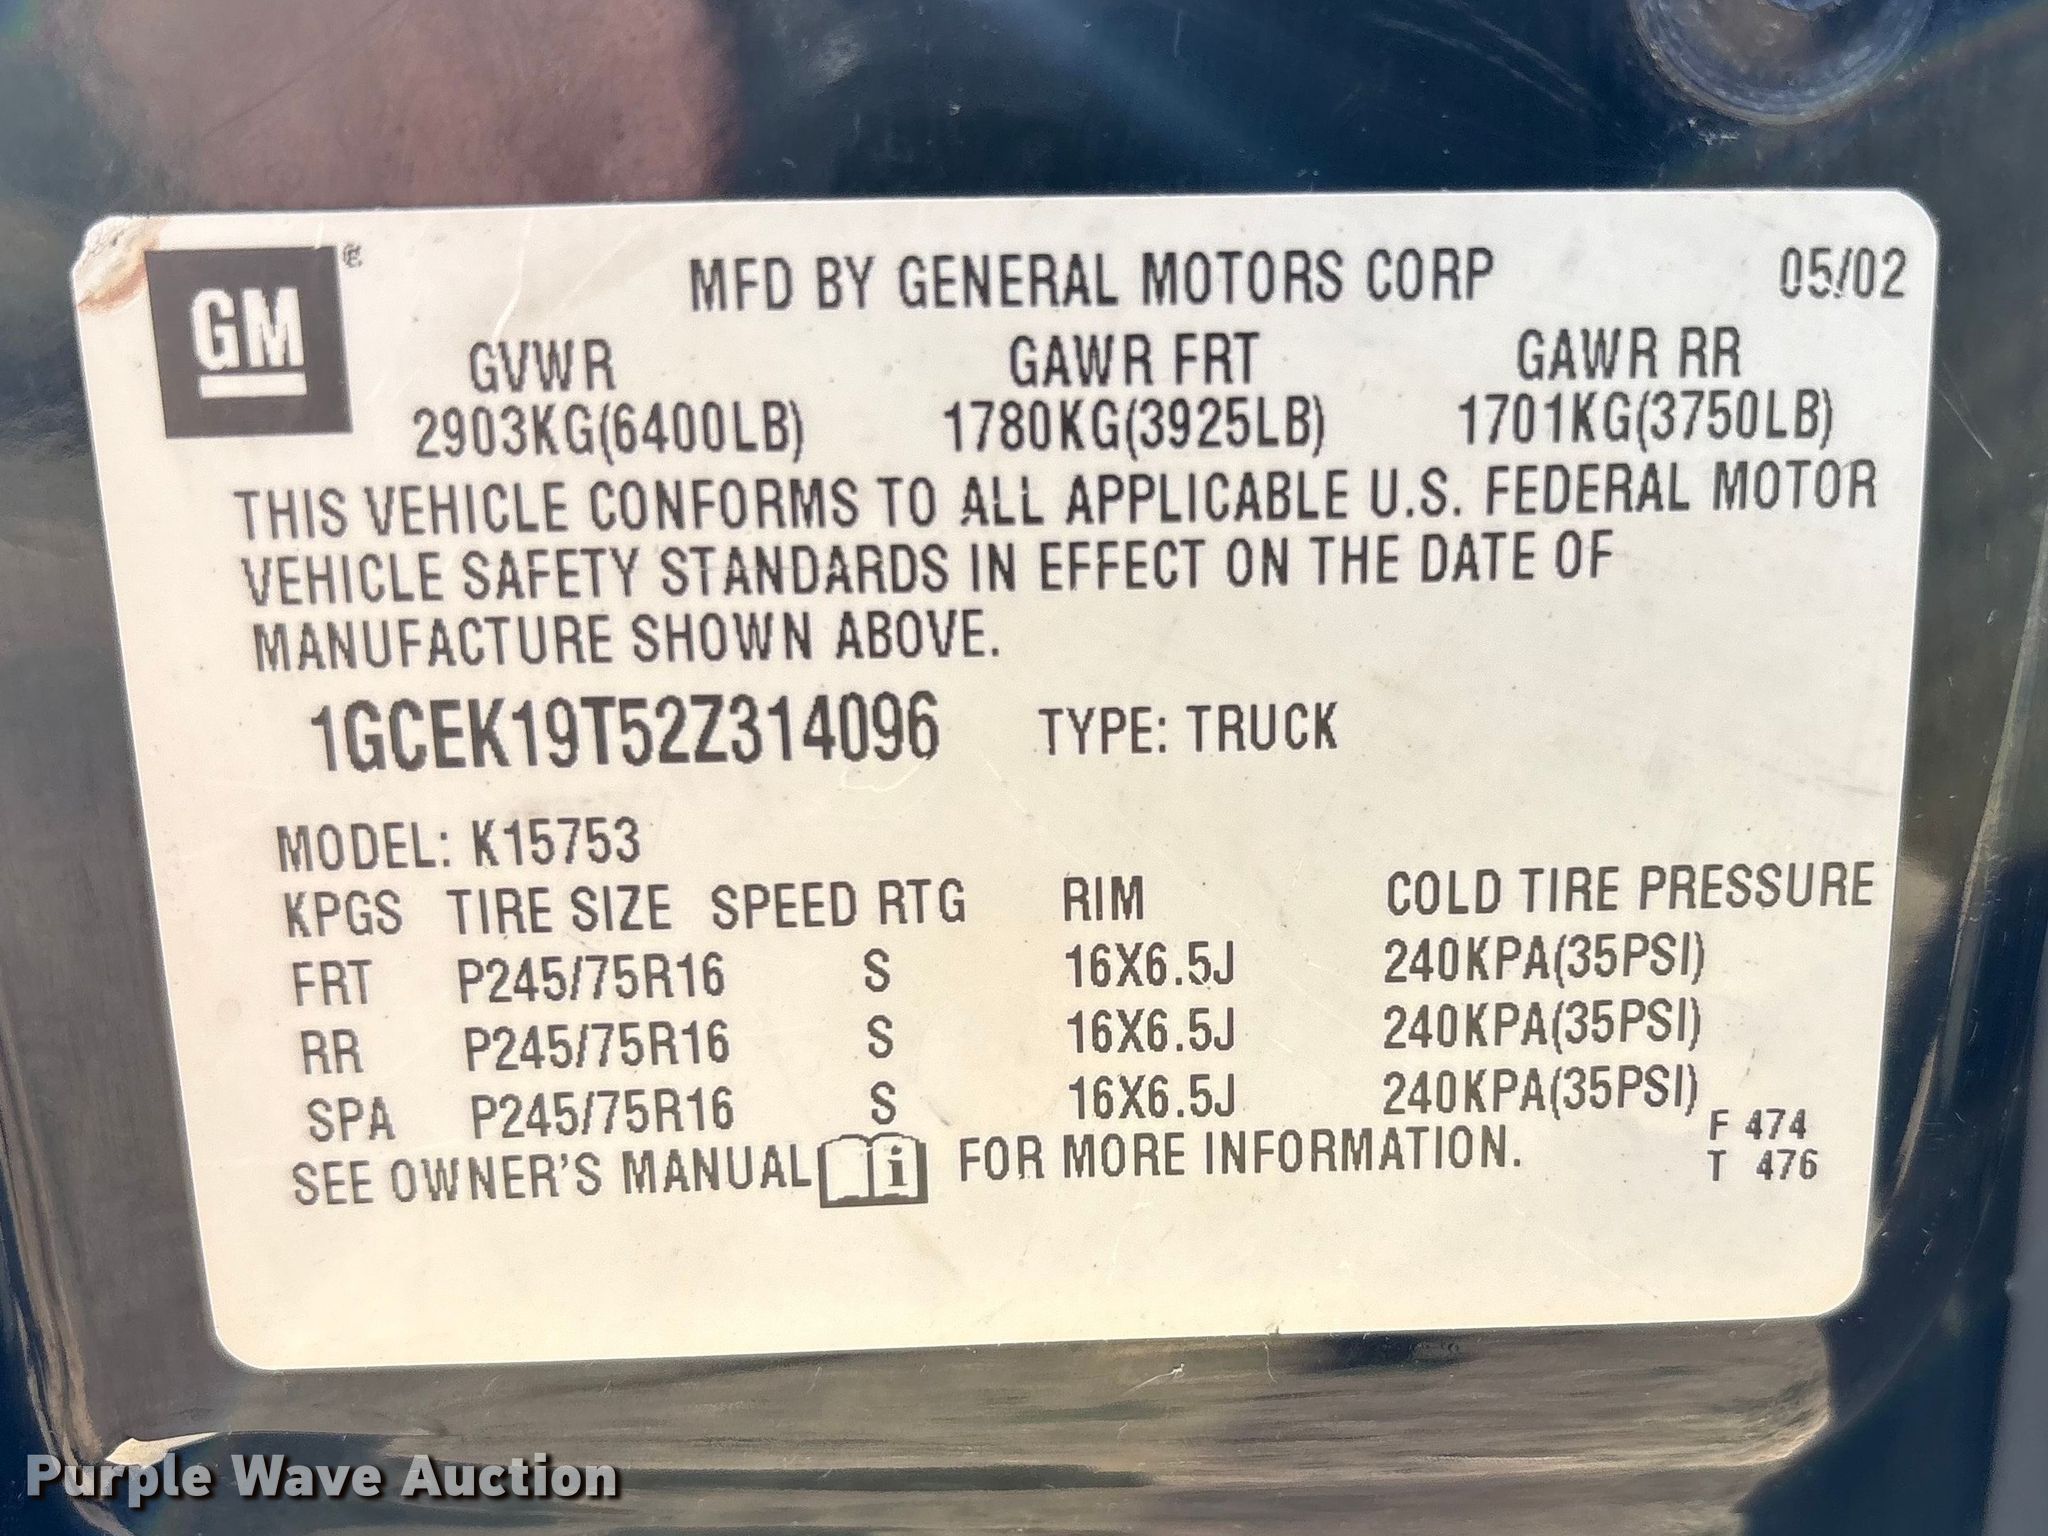 GM®
MFD BY GENERAL MOTORS CORP 05/02
GVWR GAWR FRT GAWR RR
2903KG(6400LB) 1780KG(3925LB) 1701KG(3750LB)
THIS VEHICLE CONFORMS TO ALL APPLICABLE U.S. FEDERAL MOTOR
VEHICLE SAFETY STANDARDS IN EFFECT ON THE DATE OF
MANUFACTURE SHOWN ABOVE.
1GCEK19T52Z314096 TYPE: TRUCK
MODEL: K15753
KPGS TIRE SIZE SPEED RTG RIM COLD TIRE PRESSURE
FRT P245/75R16 S 16X6.5J 240KPA(35PSI)
RR P245/75R16 S 16X6.5J 240KPA(35PSI)
SPA P245/75R16 S 16X6.5J 240KPA(35PSI)
F 474
SEE OWNER'S MANUAL i FOR MORE INFORMATION. T 476
Purple Wave Auction